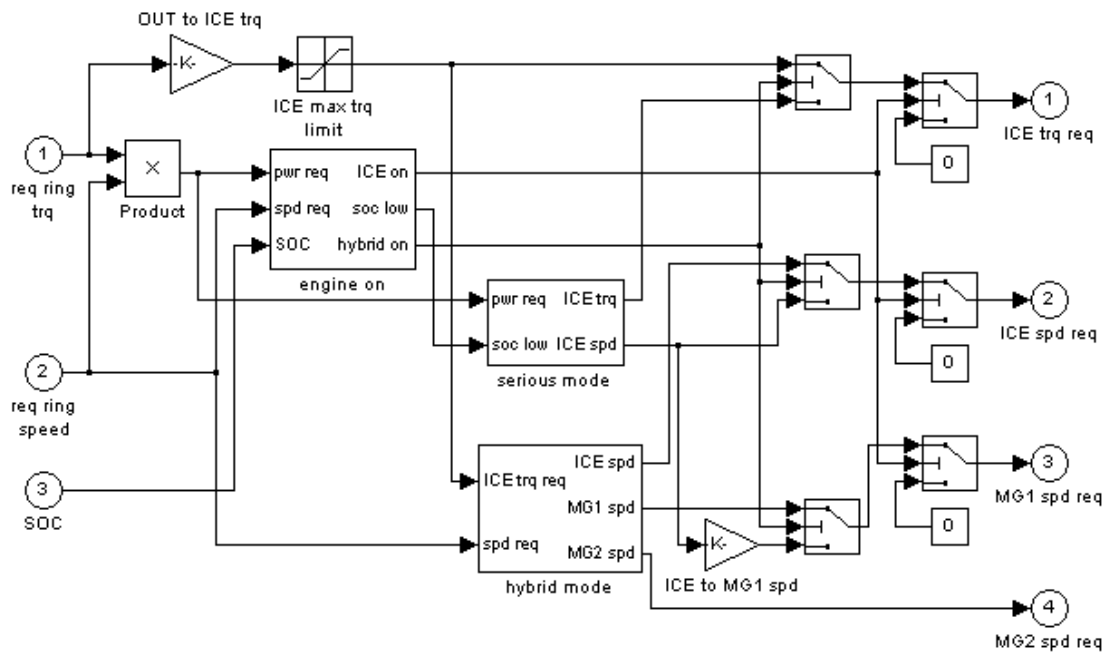 OUT to ICE trq
-K-
ICE max trq
limit
1
ICE trq req
0
1
req ring
trq
×
Product
pwr req
ICE on
spd req
soc low
SOC
hybrid on
engine on
pwr req
ICE trq
soc low
ICE spd
serious mode
2
ICE spd req
0
2
req ring
speed
3
SOC
ICE trq req
ICE spd
MG1 spd
spd req
MG2 spd
hybrid mode
-K-
ICE to MG1 spd
3
MG1 spd req
0
4
MG2 spd req